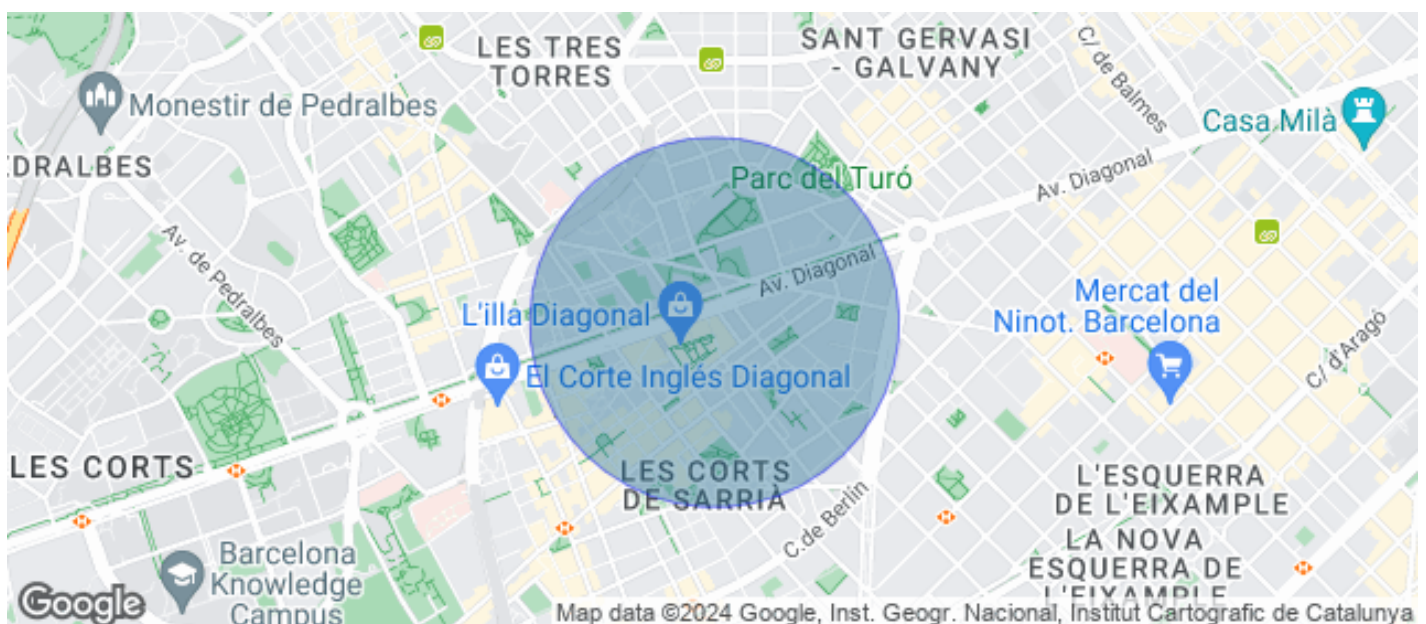 LES TRES
TORRES
SANT GERVASI
- GALVANY
C/ de Balmes
Monestir de Pedralbes
Casa Milà
EDRALBES
Parc del Turó
Av. Diagonal
Av. de Pedralbes
Av. Diagonal
L'illa Diagonal
Mercat del
Ninot. Barcelona
C/ d'Aragó
El Corte Inglés Diagonal
LES CORTS
LES CORTS
DE SARRIÀ
L'ESQUERRA
DE L'EIXAMPLE
C. de Berlín
LA NOVA
ESQUERRA DE
L'EIXAMPLE
Barcelona
Knowledge
Campus
Google
Map data ©2024 Google, Inst. Geogr. Nacional, Institut Cartogràfic de Catalunya